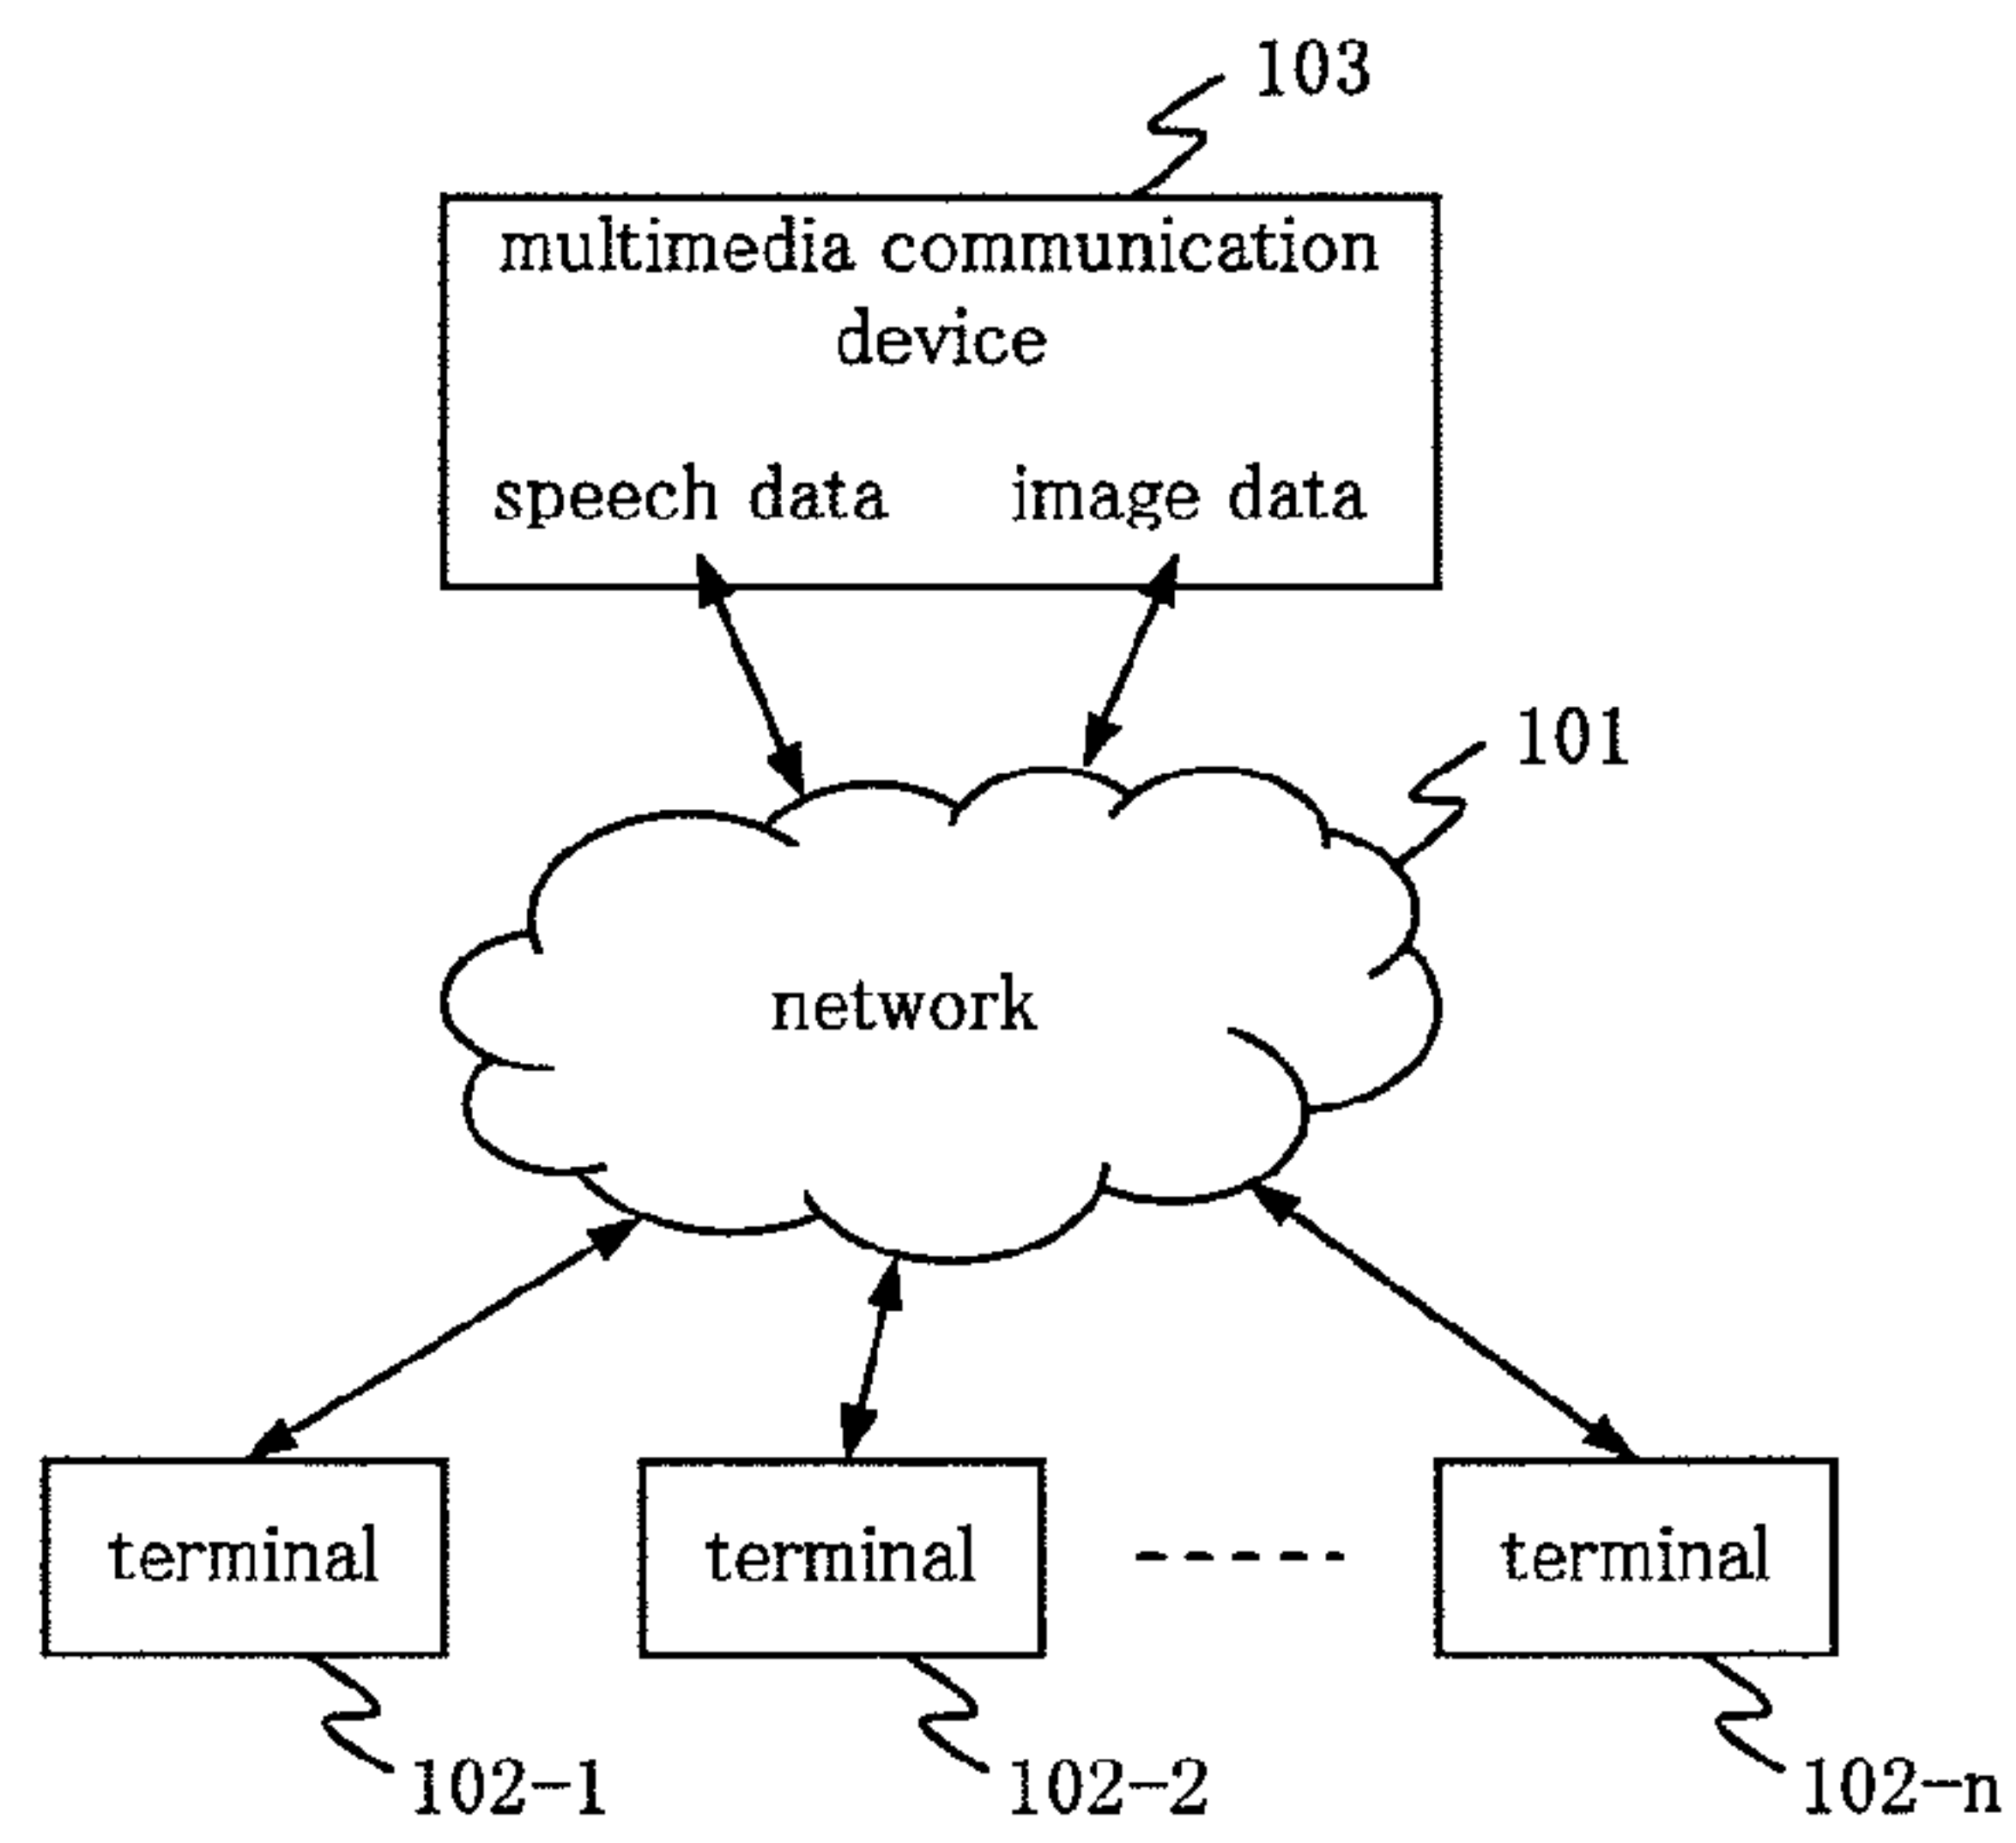 103
multimedia communication
device
speech data image data
101
network
terminal terminal terminal
102-1 102-2 102-n